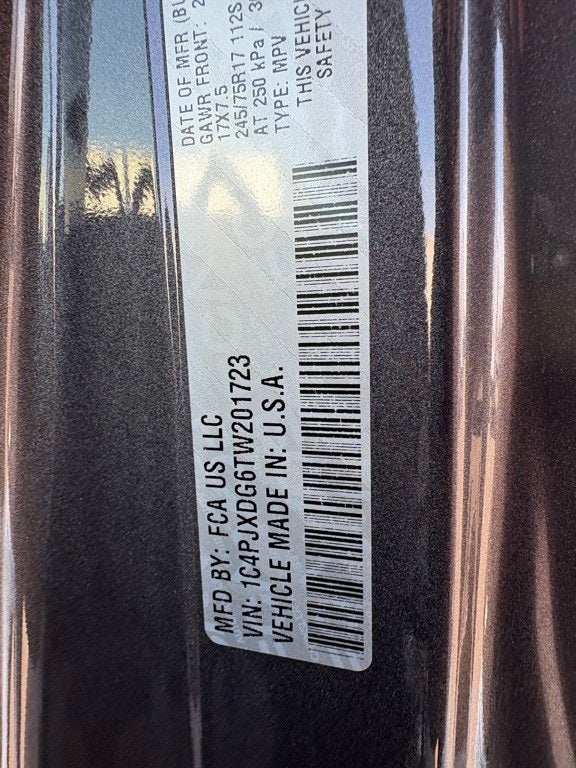 MFD BY: FCA US LLC
VIN: 1C4PJXDG6TW201723
VEHICLE MADE IN: U.S.A.
DATE OF MFR
GAWR FRONT:
17X7.5
245/75R17 112S
AT 250 kPa /
TYPE: MPV
THIS
SAFETY